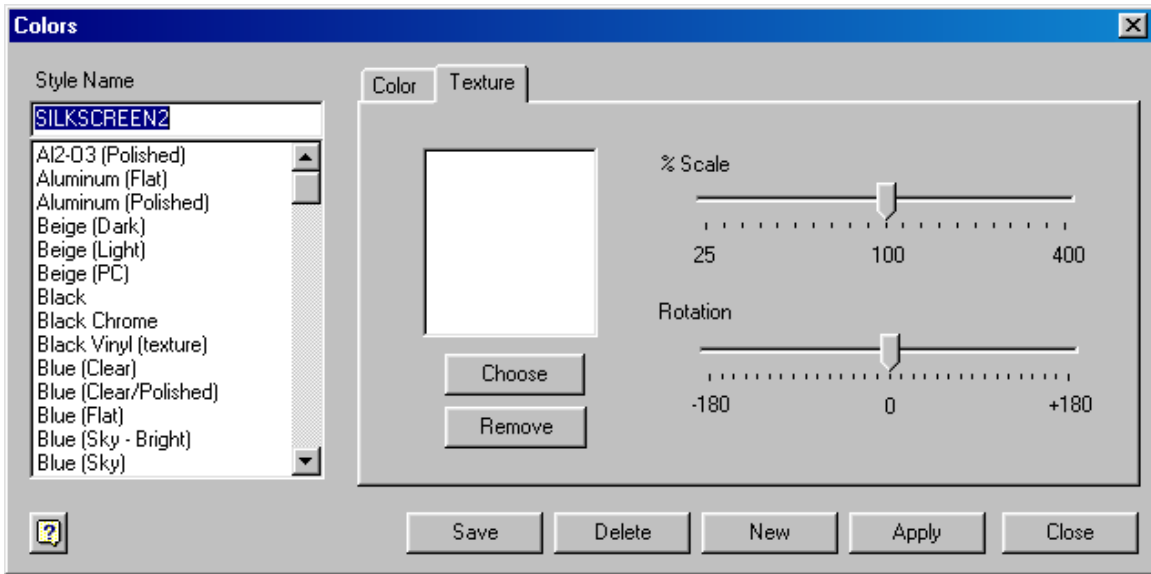 Colors
Style Name
SILKSCREEN2
Al2-O3 (Polished)
Aluminum (Flat)
Aluminum (Polished)
Beige (Dark)
Beige (Light)
Beige (PC)
Black
Black Chrome
Black Vinyl (texture)
Blue (Clear)
Blue (Clear/Polished)
Blue (Flat)
Blue (Sky - Bright)
Blue (Sky)
Color Texture
% Scale
25 100 400
Rotation
-180 0 +180
Choose
Remove
?
Save Delete New Apply Close